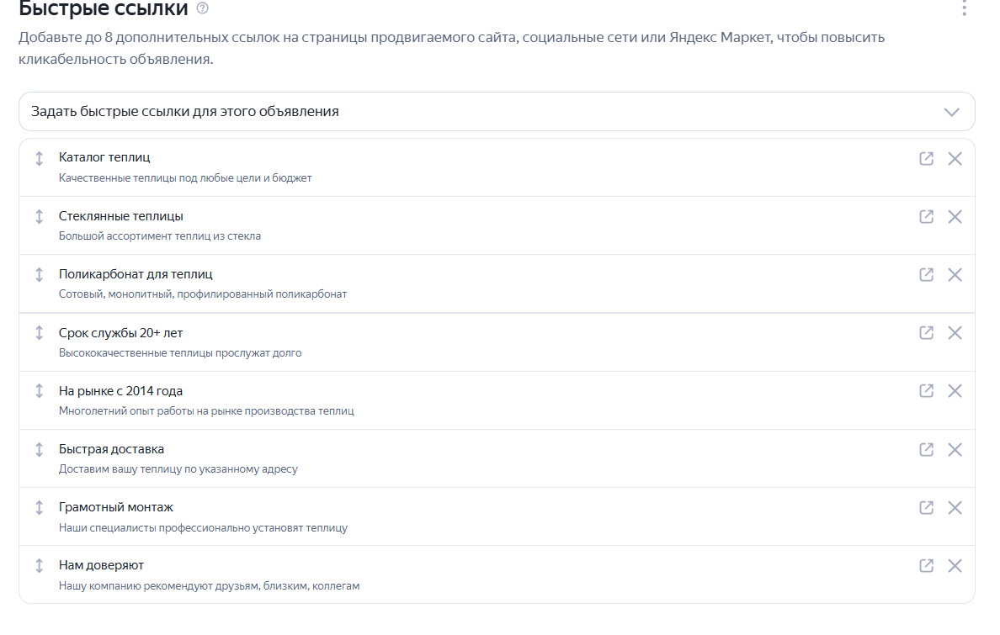 Быстрые ссылки
Добавьте до 8 дополнительных ссылок на страницы продвигаемого сайта, социальные сети или Яндекс Маркет, чтобы повысить
кликабельность объявления.
Задать быстрые ссылки для этого объявления
Каталог теплиц
Качественные теплицы под любые цели и бюджет
Стеклянные теплицы
Большой ассортимент теплиц из стекла
Поликарбонат для теплиц
Сотовый, монолитный, профилированный поликарбонат
Срок службы 20+ лет
Высококачественные теплицы прослужат долго
На рынке с 2014 года
Многолетний опыт работы на рынке производства теплиц
Быстрая доставка
Доставим вашу теплицу по указанному адресу
Грамотный монтаж
Наши специалисты профессионально установят теплицу
Нам доверяют
Нашу компанию рекомендуют друзьям, близким, коллегам